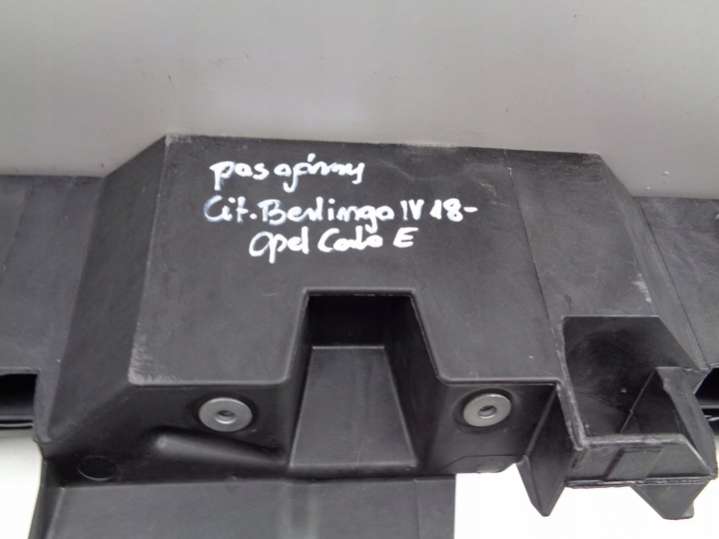 pas górny
Cit. Berlingo IV 18-
Opel Combo E